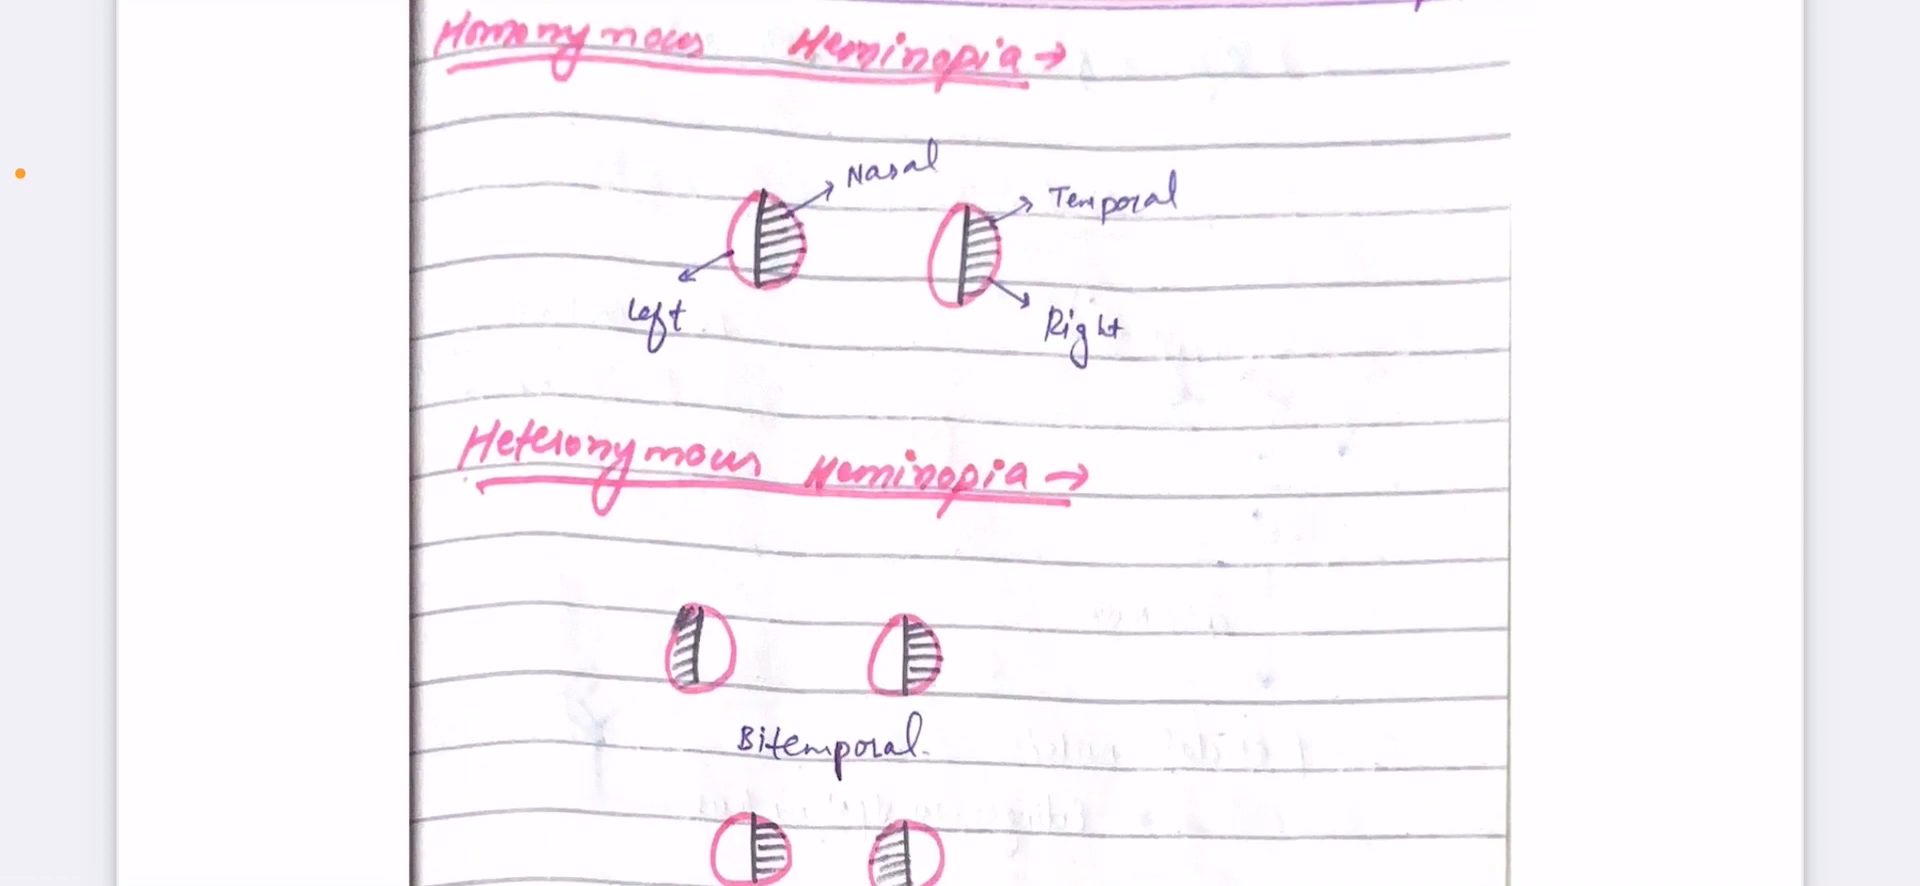 Homonymous Heminopia →
Nasal
Temporal
Left
Right
Heteronymous Heminopia →
Bitemporal.